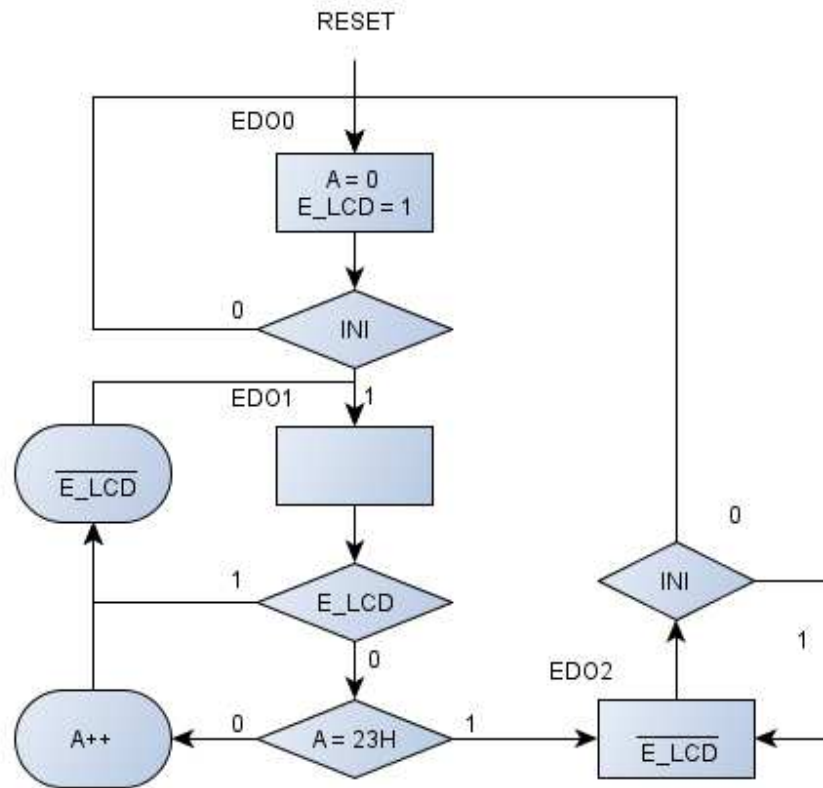 RESET
EDO0
A = 0
E_LCD = 1
0
INI
EDO1
1
E_LCD
0
1
E_LCD
INI
1
0
EDO2
A++
0
A = 23H
1
E_LCD